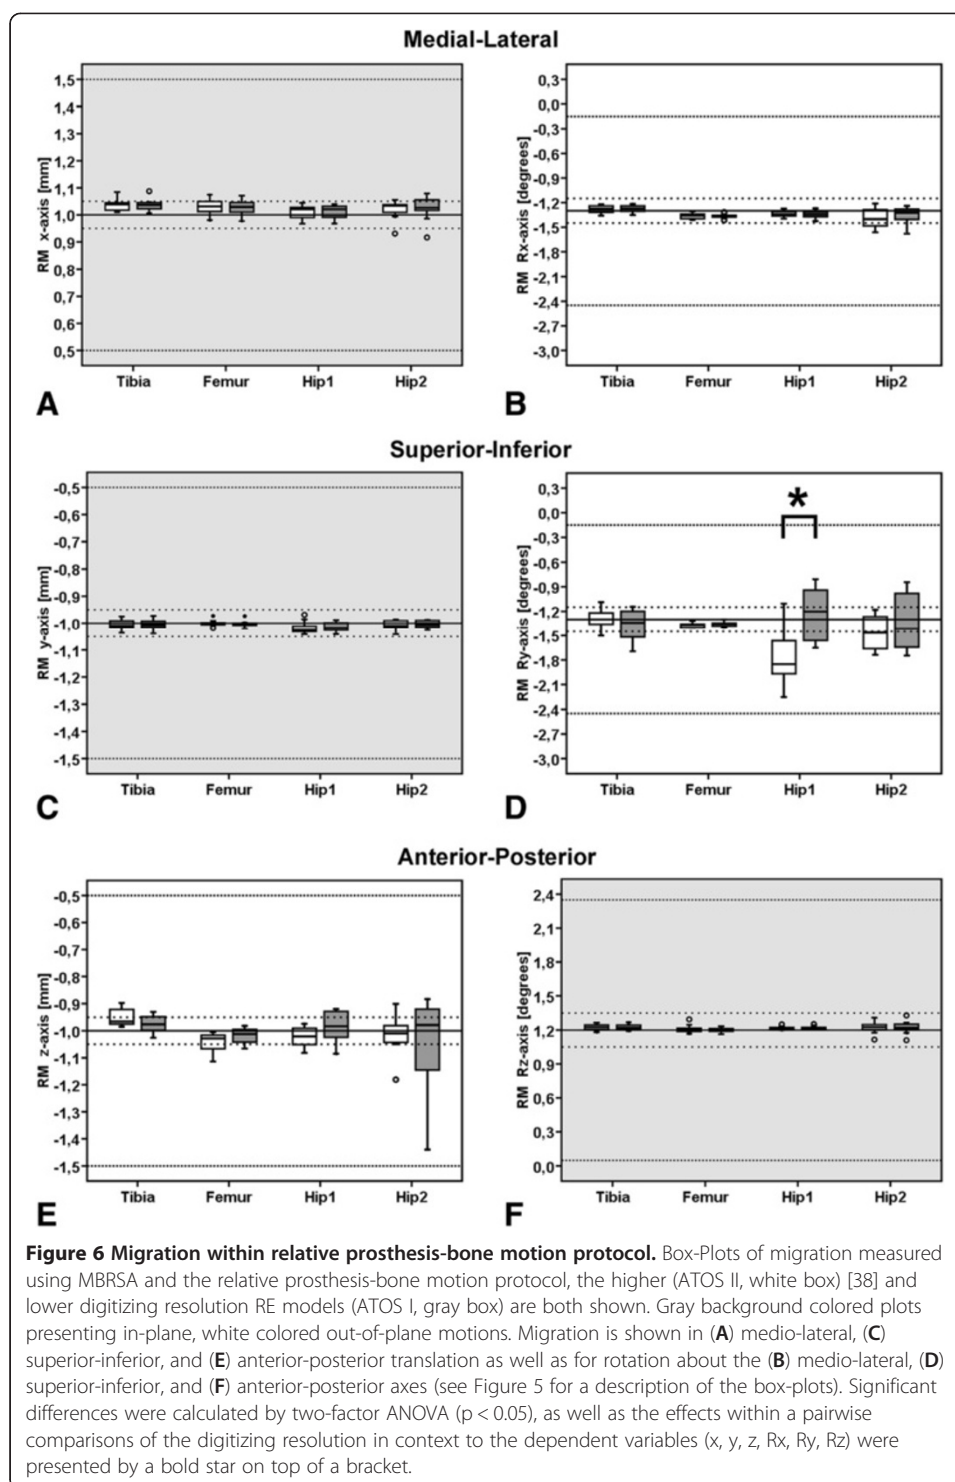 Medial-Lateral
1,5
1,4
1,3
1,2
1,1
1,0
0,9
0,8
0,7
0,6
0,5
RM x-axis [mm]
Tibia Femur Hip1 Hip2
A
0,3
0,0
-0,3
-0,6
-0,9
-1,2
-1,5
-1,8
-2,1
-2,4
-2,7
-3,0
RM Rx-axis [degrees]
Tibia Femur Hip1 Hip2
B
Superior-Inferior
-0,5
-0,6
-0,7
-0,8
-0,9
-1,0
-1,1
-1,2
-1,3
-1,4
-1,5
RM y-axis [mm]
Tibia Femur Hip1 Hip2
C
0,3
0,0
-0,3
-0,6
-0,9
-1,2
-1,5
-1,8
-2,1
-2,4
-2,7
-3,0
RM Ry-axis [degrees]
*
Tibia Femur Hip1 Hip2
D
Anterior-Posterior
-0,5
-0,6
-0,7
-0,8
-0,9
-1,0
-1,1
-1,2
-1,3
-1,4
-1,5
RM z-axis [mm]
Tibia Femur Hip1 Hip2
E
2,4
2,1
1,8
1,5
1,2
0,9
0,6
0,3
0,0
RM Rz-axis [degrees]
Tibia Femur Hip1 Hip2
F
Figure 6 Migration within relative prosthesis-bone motion protocol. Box-Plots of migration measured
using MBRSA and the relative prosthesis-bone motion protocol, the higher (ATOS II, white box) [38] and
lower digitizing resolution RE models (ATOS I, gray box) are both shown. Gray background colored plots
presenting in-plane, white colored out-of-plane motions. Migration is shown in (A) medio-lateral, (C)
superior-inferior, and (E) anterior-posterior translation as well as for rotation about the (B) medio-lateral, (D)
superior-inferior, and (F) anterior-posterior axes (see Figure 5 for a description of the box-plots). Significant
differences were calculated by two-factor ANOVA (p < 0.05), as well as the effects within a pairwise
comparisons of the digitizing resolution in context to the dependent variables (x, y, z, Rx, Ry, Rz) were
presented by a bold star on top of a bracket.